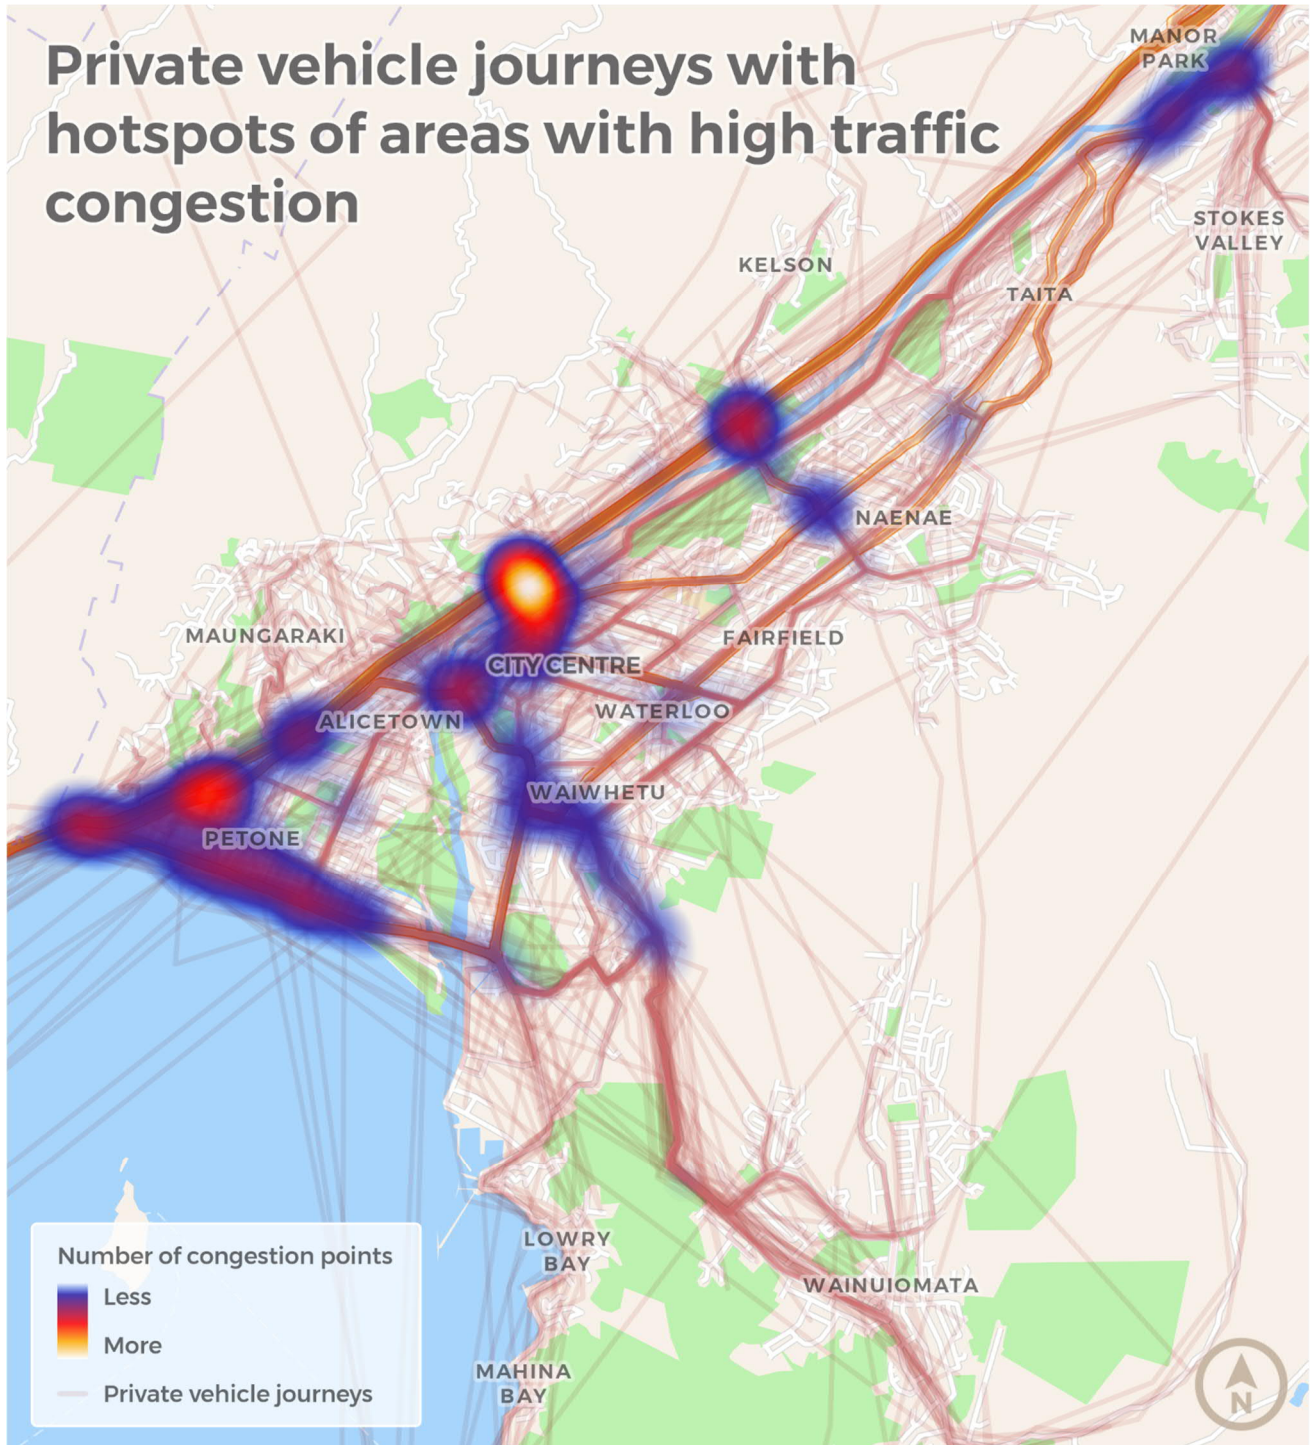 Private vehicle journeys with
hotspots of areas with high traffic
congestion
MANOR
PARK
STOKES
VALLEY
KELSON
TAITA
NAENAE
MAUNGARAKI
FAIRFIELD
CITY CENTRE
WATERLOO
ALICETOWN
WAIWHETU
PETONE
LOWRY
BAY
WAINUIOMATA
MAHINA
BAY
Number of congestion points
Less
More
Private vehicle journeys
N